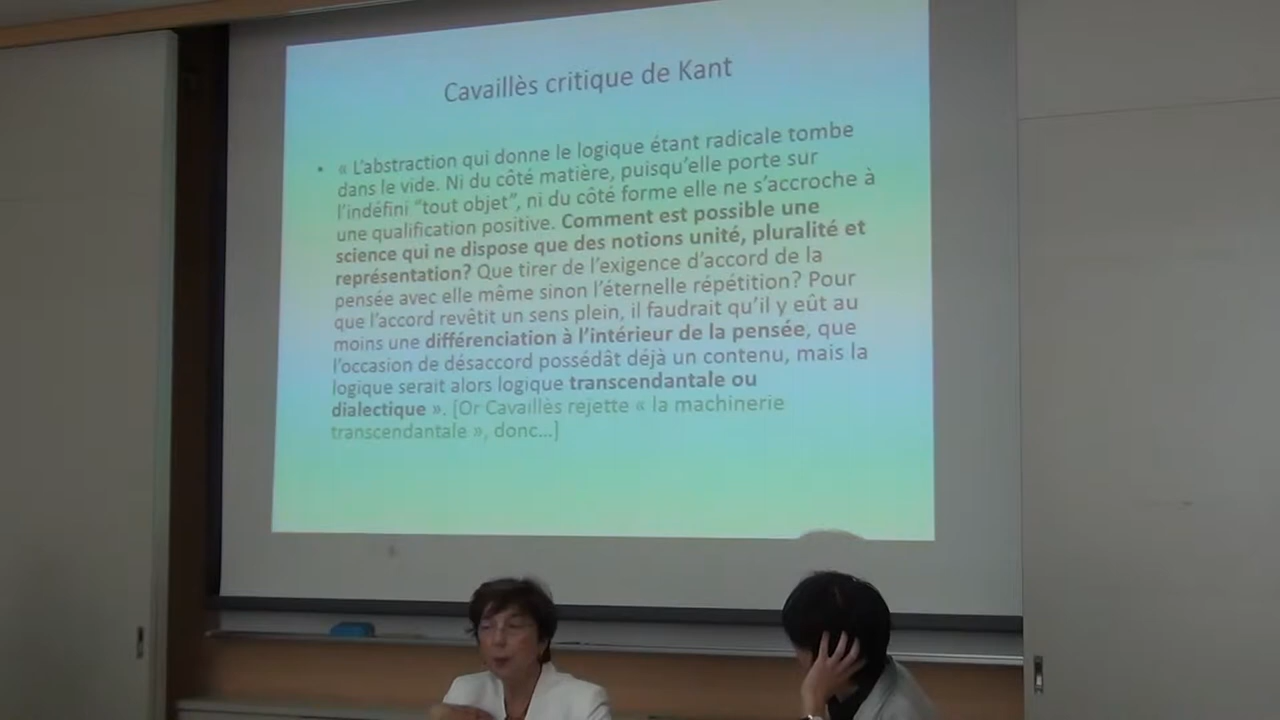 Cavaillès critique de Kant
• « L'abstraction qui donne le logique étant radicale tombe
dans le vide. Ni du côté matière, puisqu'elle porte sur
l'indéfini "tout objet", ni du côté forme elle ne s'accroche à
une qualification positive. Comment est possible une
science qui ne dispose que des notions unité, pluralité et
représentation? Que tirer de l'exigence d'accord de la
pensée avec elle même sinon l'éternelle répétition? Pour
que l'accord revêtit un sens plein, il faudrait qu'il y eût au
moins une différenciation à l'intérieur de la pensée, que
l'occasion de désaccord possédât déjà un contenu, mais la
logique serait alors logique transcendantale ou
dialectique ». [Or Cavaillès rejette « la machinerie
transcendantale », donc...]